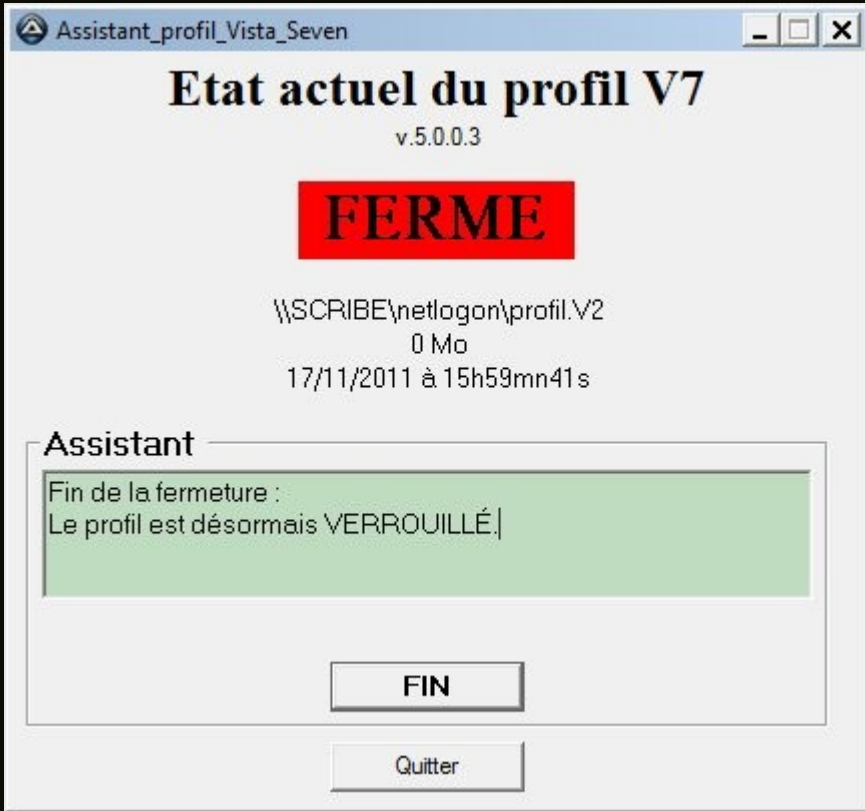 Assistant_profil_Vista_Seven
Etat actuel du profil V7
v.5.0.0.3
FERME
\\SCRIBE\netlogon\profil.V2
0 Mo
17/11/2011 à 15h59mn41s
Assistant
Fin de la fermeture :
Le profil est désormais VERROUILLÉ.
FIN
Quitter